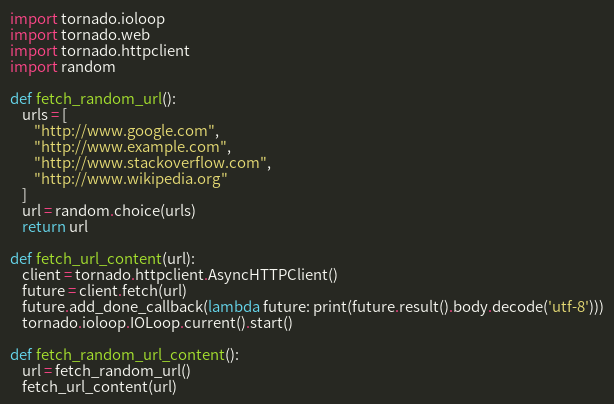 import tornado.ioloop
import tornado.web
import tornado.httpclient
import random

def fetch_random_url():
    urls = [
        "http://www.google.com",
        "http://www.example.com",
        "http://www.stackoverflow.com",
        "http://www.wikipedia.org"
    ]
    url = random.choice(urls)
    return url

def fetch_url_content(url):
    client = tornado.httpclient.AsyncHTTPClient()
    future = client.fetch(url)
    future.add_done_callback(lambda future: print(future.result().body.decode('utf-8')))
    tornado.ioloop.IOLoop.current().start()

def fetch_random_url_content():
    url = fetch_random_url()
    fetch_url_content(url)